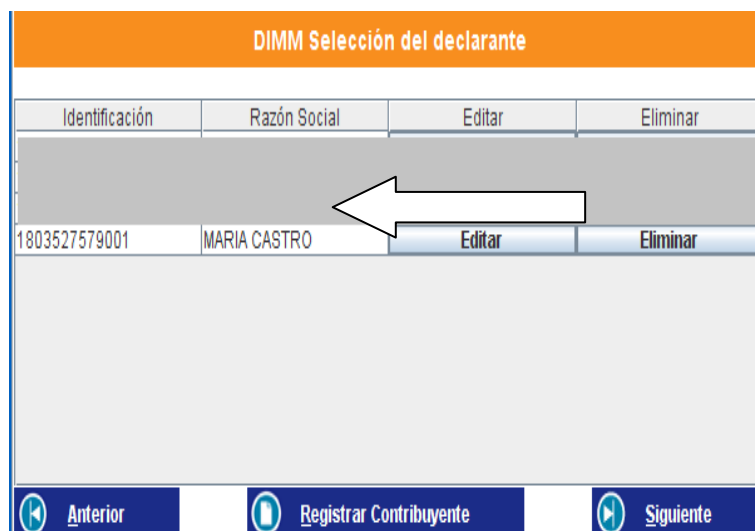 DIMM Selección del declarante
Identificación Razón Social Editar Eliminar
1803527579001 MARIA CASTRO Editar Eliminar
Anterior Registrar Contribuyente Siguiente